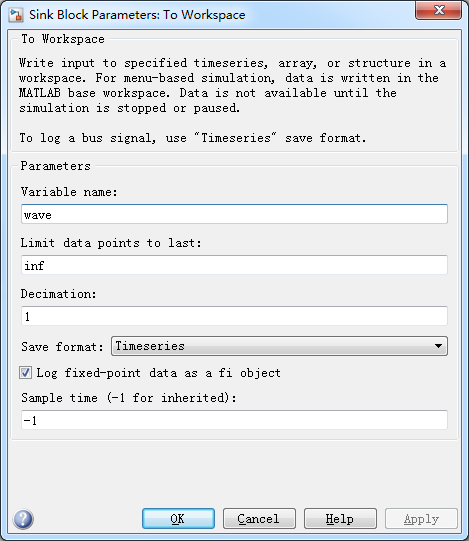 Sink Block Parameters: To Workspace
To Workspace
Write input to specified timeseries, array, or structure in a
workspace. For menu-based simulation, data is written in the
MATLAB base workspace. Data is not available until the
simulation is stopped or paused.
To log a bus signal, use "Timeseries" save format.
Parameters
Variable name:
wave
Limit data points to last:
inf
Decimation:
1
Save format: Timeseries
Log fixed-point data as a fi object
Sample time (-1 for inherited):
-1
OK Cancel Help Apply